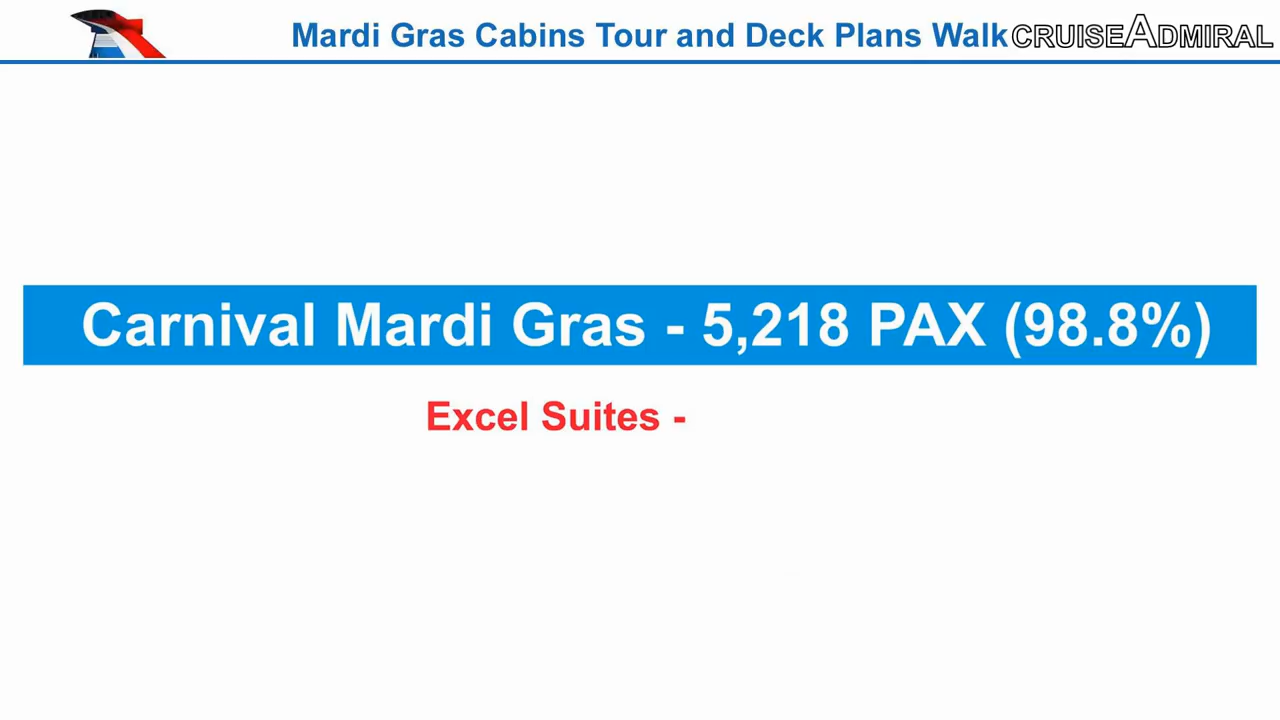 Mardi Gras Cabins Tour and Deck Plans Walk
CRUISEADMIRAL
Carnival Mardi Gras - 5,218 PAX (98.8%)
Excel Suites -